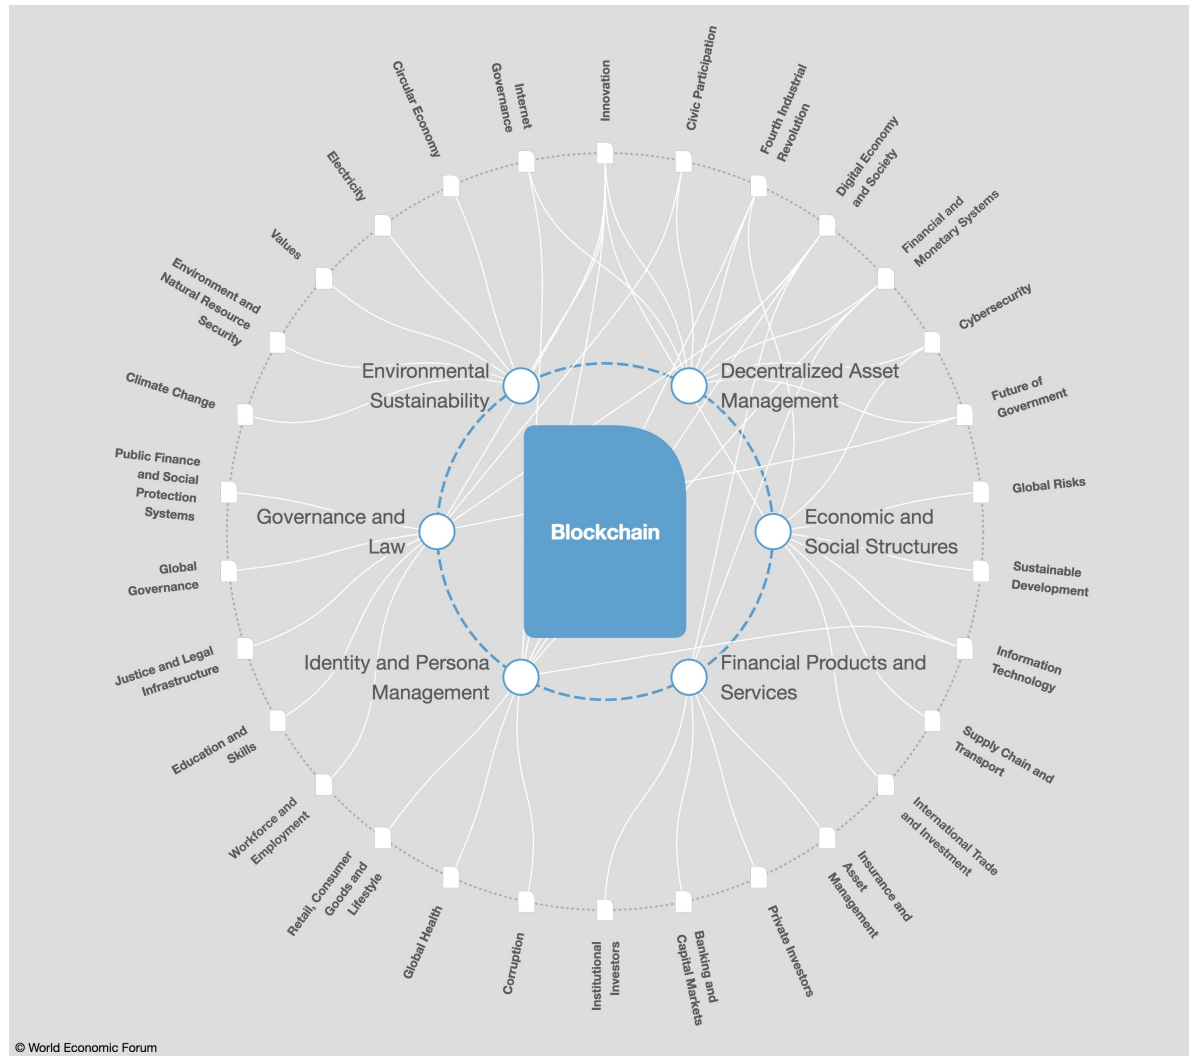 Innovation
Civic Participation
Fourth Industrial
Revolution
Digital Economy
and Society
Financial and
Monetary Systems
Cybersecurity
Future of
Government
Global Risks
Sustainable
Development
Information
Technology
Supply Chain and
Transport
International Trade
and Investment
Insurance and
Asset
Management
Private Investors
Banking and
Capital Markets
Institutional
Investors
Corruption
Global Health
Retail, Consumer
Goods and
Lifestyle
Workforce and
Employment
Education and
Skills
Justice and Legal
Infrastructure
Global
Governance
Public Finance
and Social
Protection
Systems
Climate Change
Environment and
Natural Resource
Security
Values
Electricity
Circular Economy
Internet
Governance
Environmental
Sustainability
Decentralized Asset
Management
Governance and
Law
Blockchain
Economic and
Social Structures
Identity and Persona
Management
Financial Products and
Services
© World Economic Forum